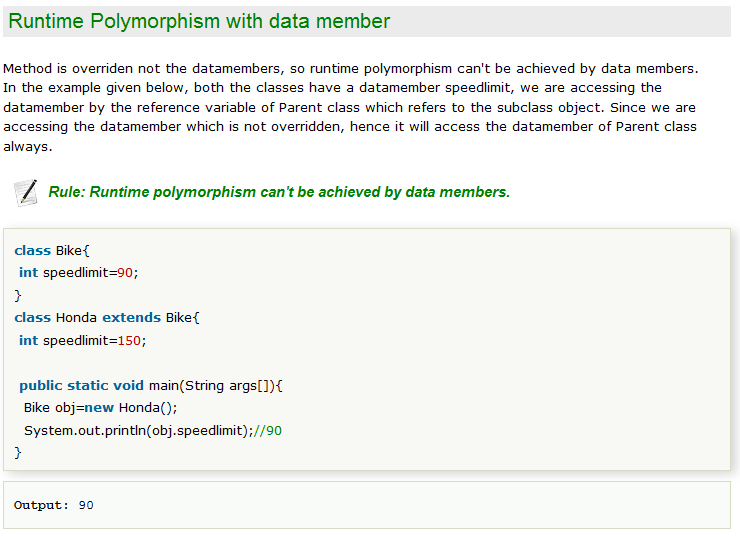 Runtime Polymorphism with data member
Method is overriden not the datamembers, so runtime polymorphism can't be achieved by data members.
In the example given below, both the classes have a datamember speedlimit, we are accessing the
datamember by the reference variable of Parent class which refers to the subclass object. Since we are
accessing the datamember which is not overridden, hence it will access the datamember of Parent class
always.
Rule: Runtime polymorphism can't be achieved by data members.
class Bike{
int speedlimit=90;
}
class Honda extends Bike{
int speedlimit=150;
public static void main(String args[]){
Bike obj=new Honda();
System.out.println(obj.speedlimit);//90
}
Output: 90